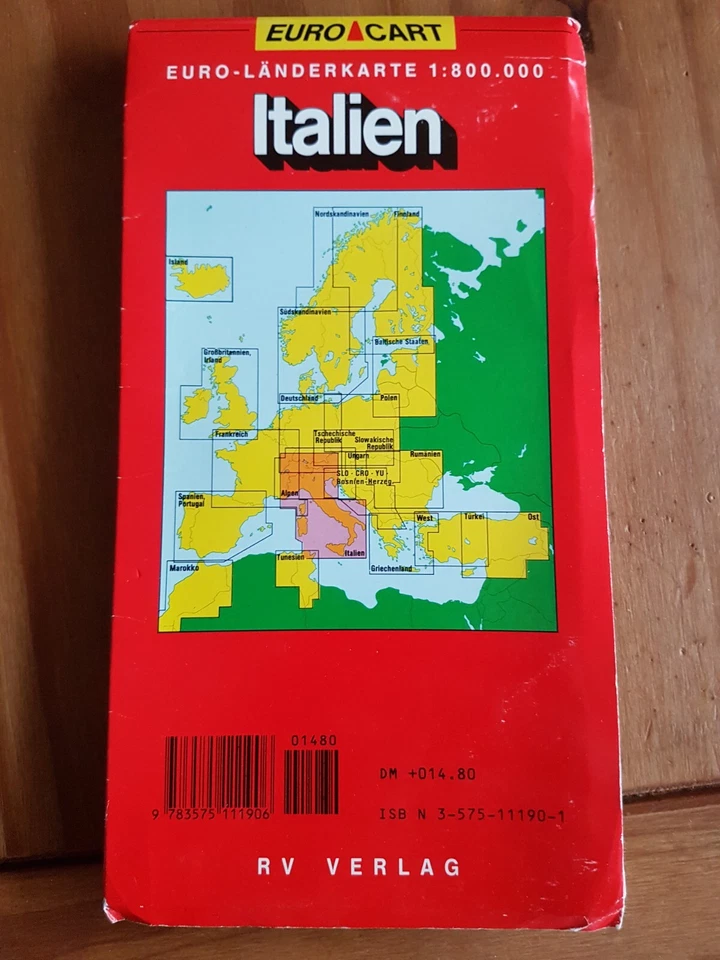 EURO CART
EURO-LÄNDERKARTE 1:800.000
Italien
Nordskandinavien
Finnland
Island
Südskandinavien
Baltische Staaten
Großbritannien,
Irland
Deutschland
Polen
Frankreich
Tschechische
Republik
Slowakische
Republik
Ungarn
Rumänien
SLO - CRO - YU -
Bosnien-Herzeg.
Alpen
Spanien,
Portugal
West
Türkei
Ost
Italien
Tunesien
Marokko
Griechenland
01480
9 783575 111906
DM +014.80
ISB N 3-575-11190-1
RV VERLAG